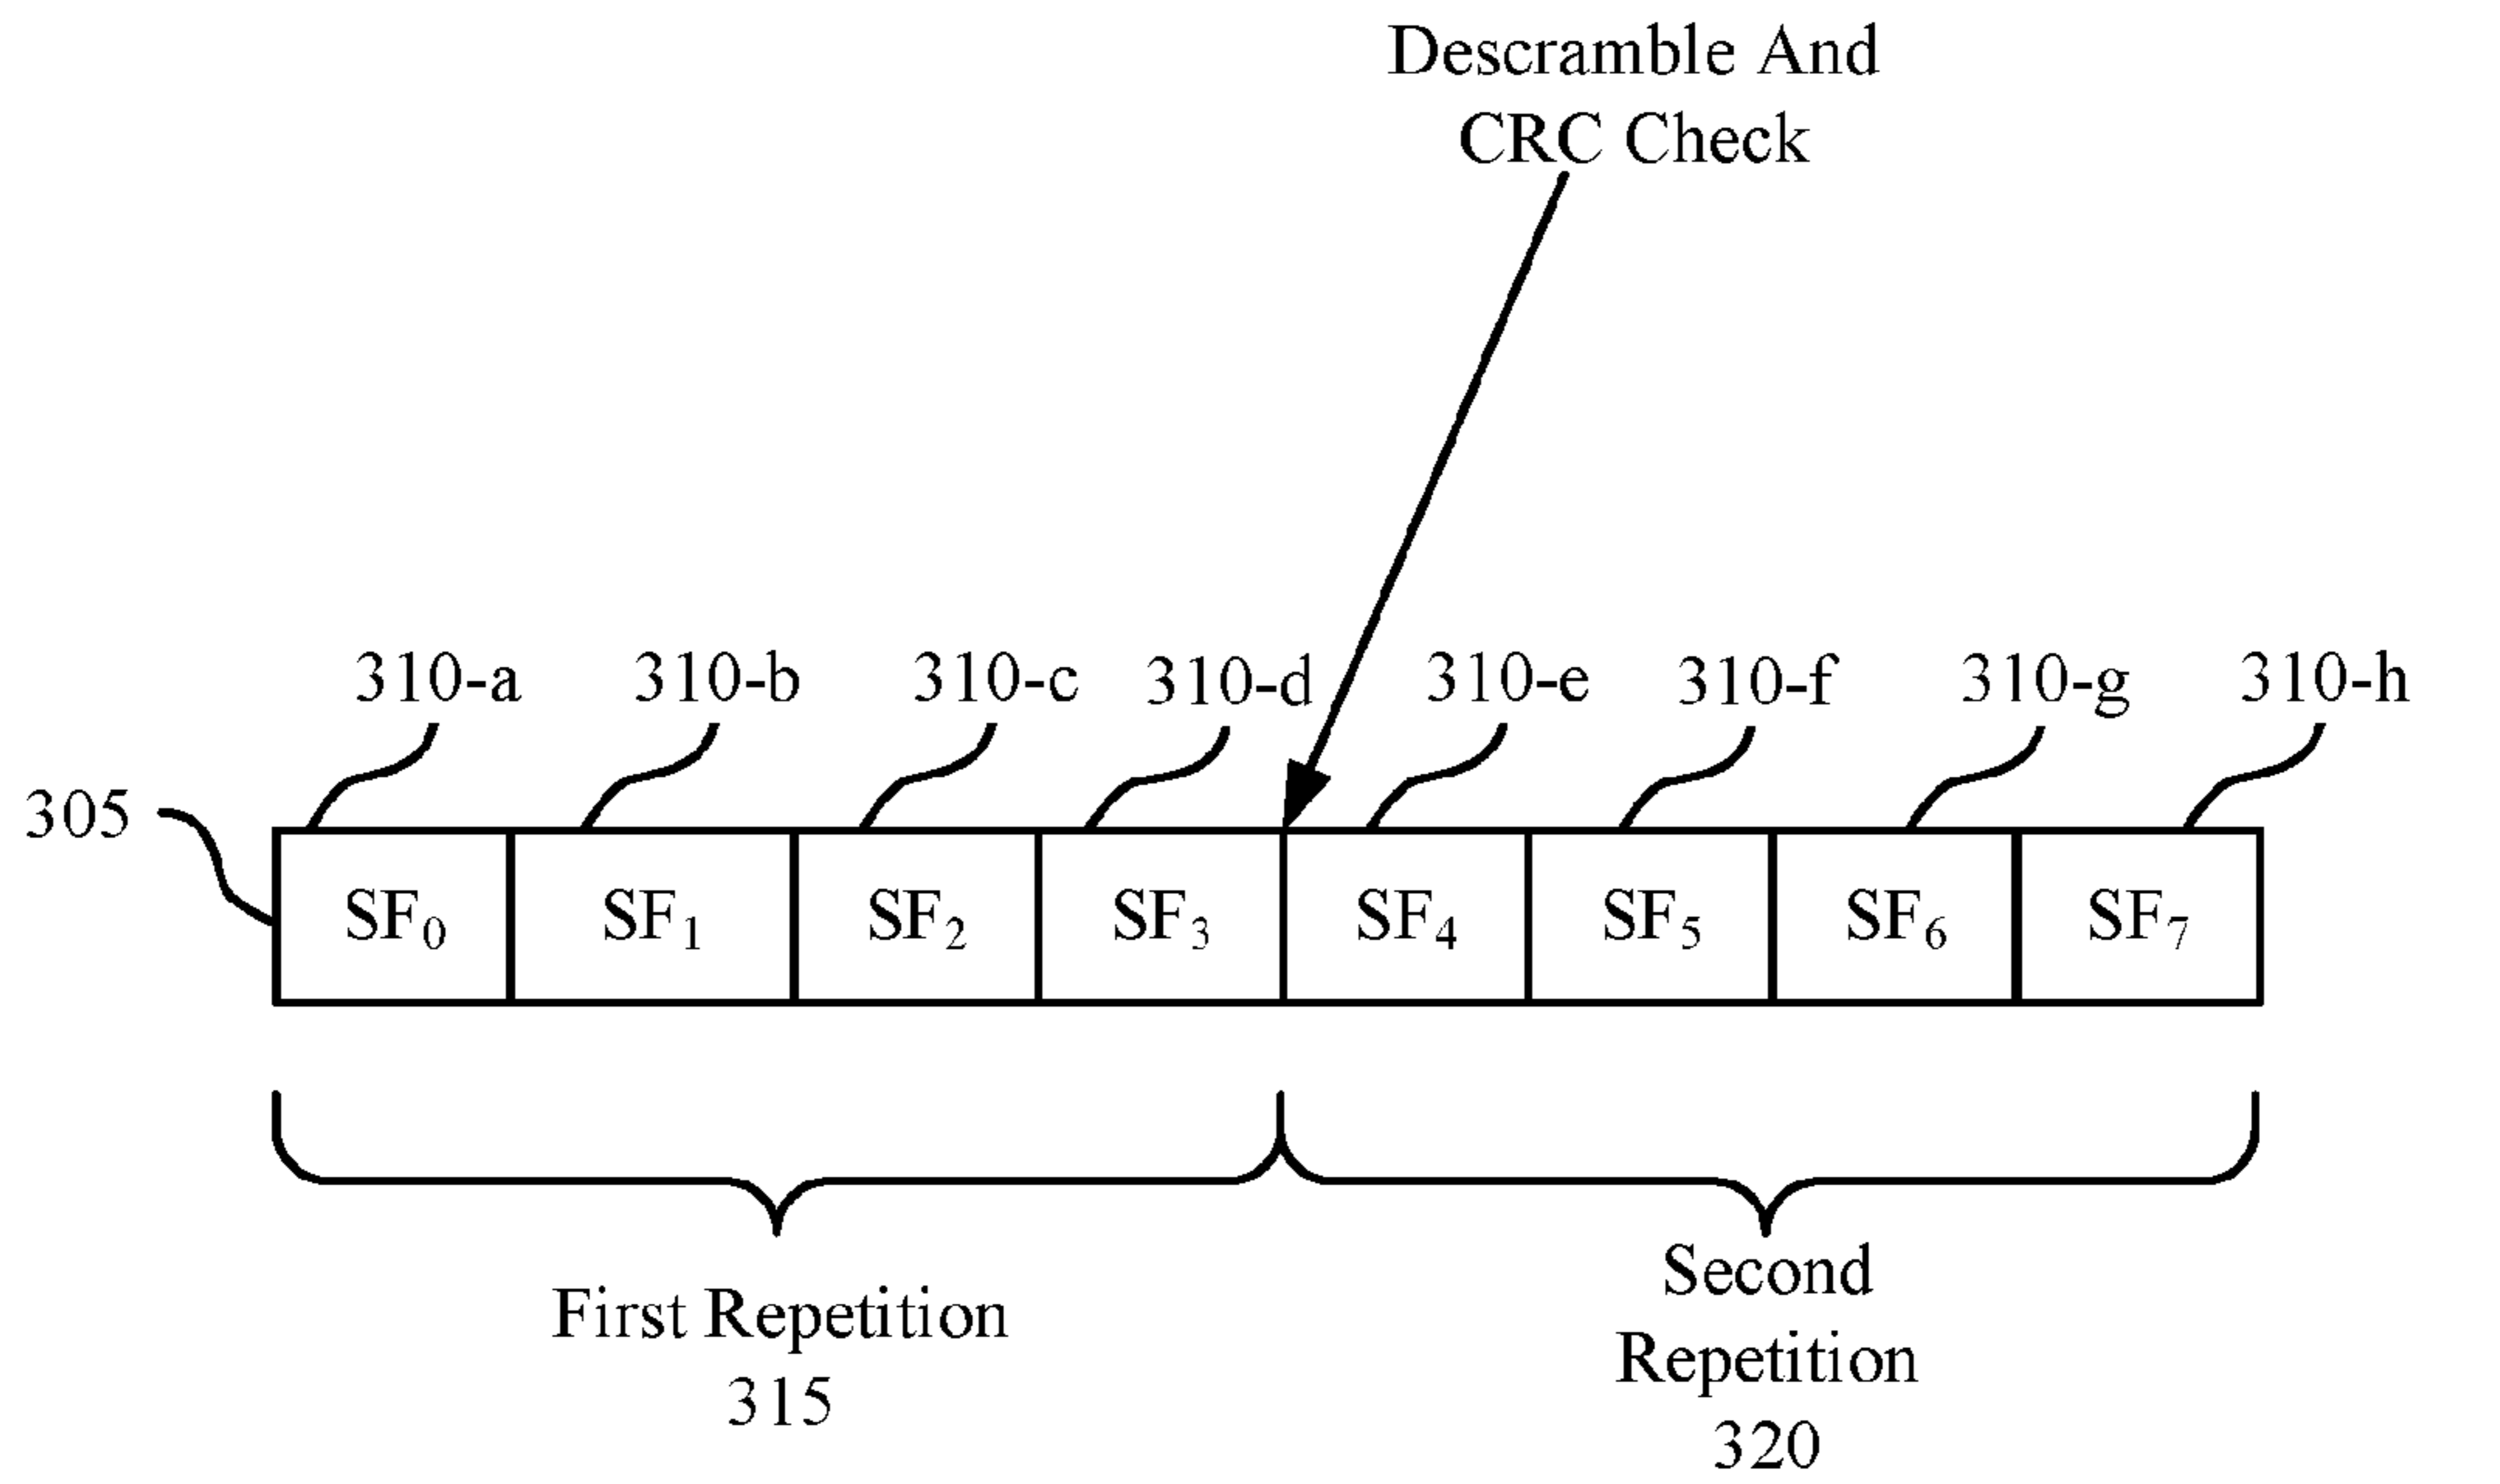 Descramble And
CRC Check
310-a 310-b 310-c 310-d 310-e 310-f 310-g 310-h
305
SF0 SF1 SF2 SF3 SF4 SF5 SF6 SF7
First Repetition
315
Second
Repetition
320